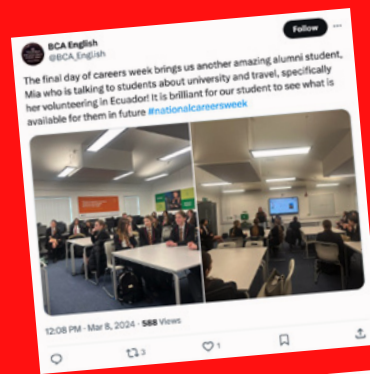 BCA English
@BCA_English
Follow
The final day of careers week brings us another amazing alumni student,
Mia who is talking to students about university and travel, specifically
her volunteering in Ecuador! It is brilliant for our student to see what is
available for them in future #nationalcareersweek
12:08 PM · Mar 8, 2024 · 588 Views
3
1